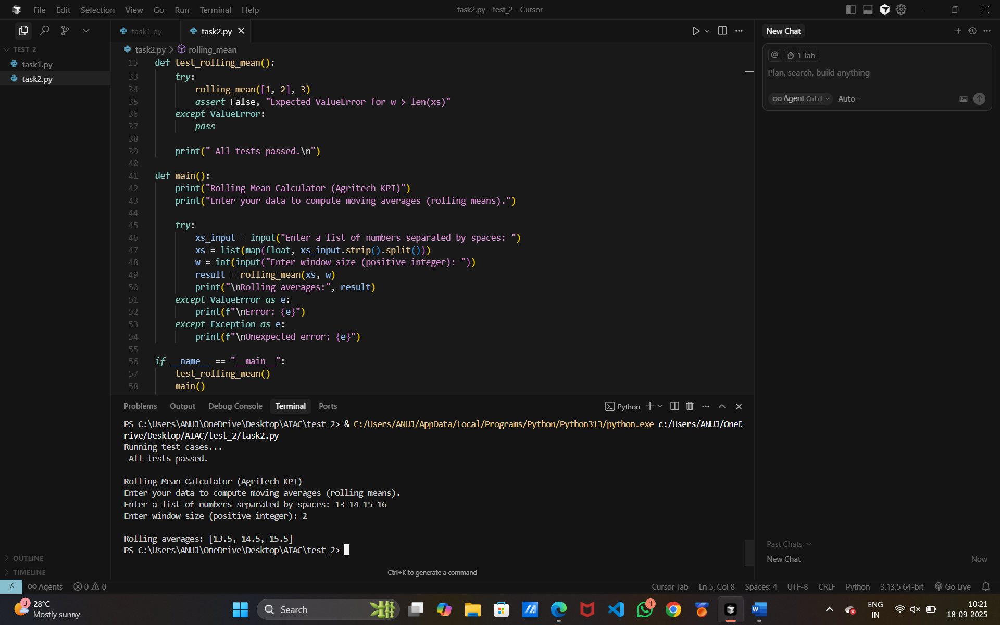 File Edit Selection View Go Run Terminal Help
task2.py - test_2 - Cursor
TEST_2
task1.py
task2.py
task1.py
task2.py
task2.py rolling_mean
15 def test_rolling_mean():
33 try:
34 rolling_mean([1, 2], 3)
35 assert False, "Expected ValueError for w > len(xs)"
36 except ValueError:
37 pass
38
39 print(" All tests passed.\n")
40
41 def main():
42 print("Rolling Mean Calculator (Agritech KPI)")
43 print("Enter your data to compute moving averages (rolling means).")
44
45 try:
46 xs_input = input("Enter a list of numbers separated by spaces: ")
47 xs = list(map(float, xs_input.strip().split()))
48 w = int(input("Enter window size (positive integer): "))
49 result = rolling_mean(xs, w)
50 print("\nRolling averages:", result)
51 except ValueError as e:
52 print(f"\nError: {e}")
53 except Exception as e:
54 print(f"\nUnexpected error: {e}")
55
56 if __name__ == "__main__":
57 test_rolling_mean()
58 main()
Problems Output Debug Console Terminal Ports
Python
PS C:\Users\ANUJ\OneDrive\Desktop\AIAC\test_2> & C:/Users/ANUJ/AppData/Local/Programs/Python/Python313/python.exe c:/Users/ANUJ/OneD
rive/Desktop/AIAC/test_2/task2.py
Running test cases...
All tests passed.
Rolling Mean Calculator (Agritech KPI)
Enter your data to compute moving averages (rolling means).
Enter a list of numbers separated by spaces: 13 14 15 16
Enter window size (positive integer): 2
Rolling averages: [13.5, 14.5, 15.5]
PS C:\Users\ANUJ\OneDrive\Desktop\AIAC\test_2>
Ctrl+K to generate a command
New Chat
@ 1 Tab
Plan, search, build anything
Agent Ctrl+I Auto
Past Chats
New Chat Now
OUTLINE
TIMELINE
Agents 0 0
Cursor Tab Ln 5, Col 8 Spaces: 4 UTF-8 CRLF Python 3.13.5 64-bit Go Live
3
28°C
Mostly sunny
Search
1
W
ENG
IN
10:21
18-09-2025